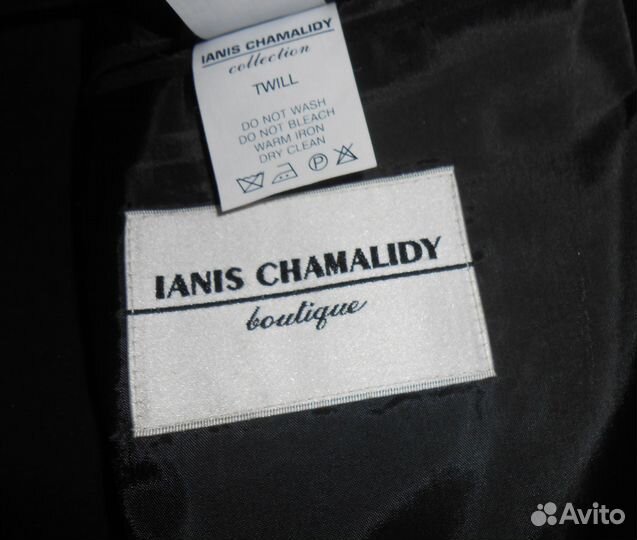 IANIS CHAMALIDY
collection
TWILL
DO NOT WASH
DO NOT BLEACH
WARM IRON
DRY CLEAN
P
IANIS CHAMALIDY
boutique
Avito